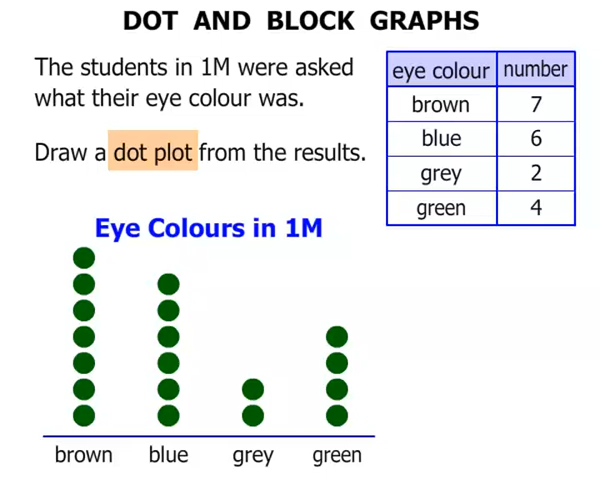 DOT AND BLOCK GRAPHS
The students in 1M were asked
what their eye colour was.
Draw a dot plot from the results.
eye colour number
brown 7
blue 6
grey 2
green 4
Eye Colours in 1M
brown blue grey green